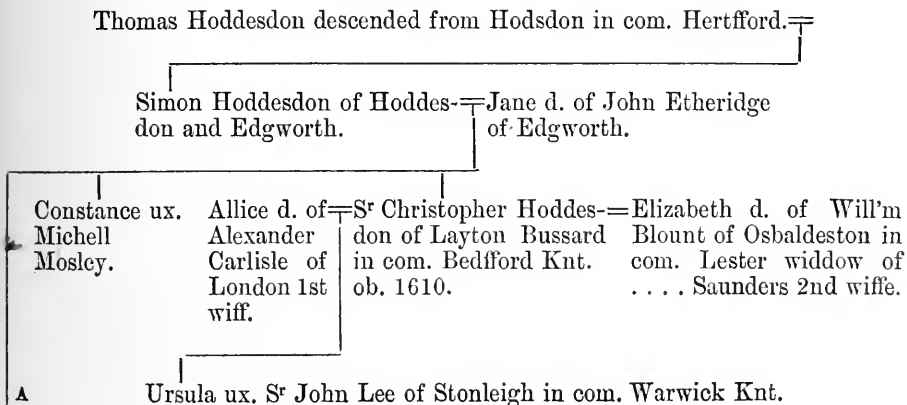 Thomas Hoddesdon descended from Hodsdon in com. Hertfford.
Simon Hoddesdon of Hoddes-
don and Edgworth.
Jane d. of John Etheridge
of Edgworth.
Constance ux.
Michell
Mosley.
Allice d. of
Alexander
Carlisle of
London 1st
wiff.
Sʳ Christopher Hoddes-
don of Layton Bussard
in com. Bedfford Knt.
ob. 1610.
Elizabeth d. of Will'm
Blount of Osbaldeston in
com. Lester widdow of
.... Saunders 2nd wiffe.
A
Ursula ux. Sʳ John Lee of Stonleigh in com. Warwick Knt.